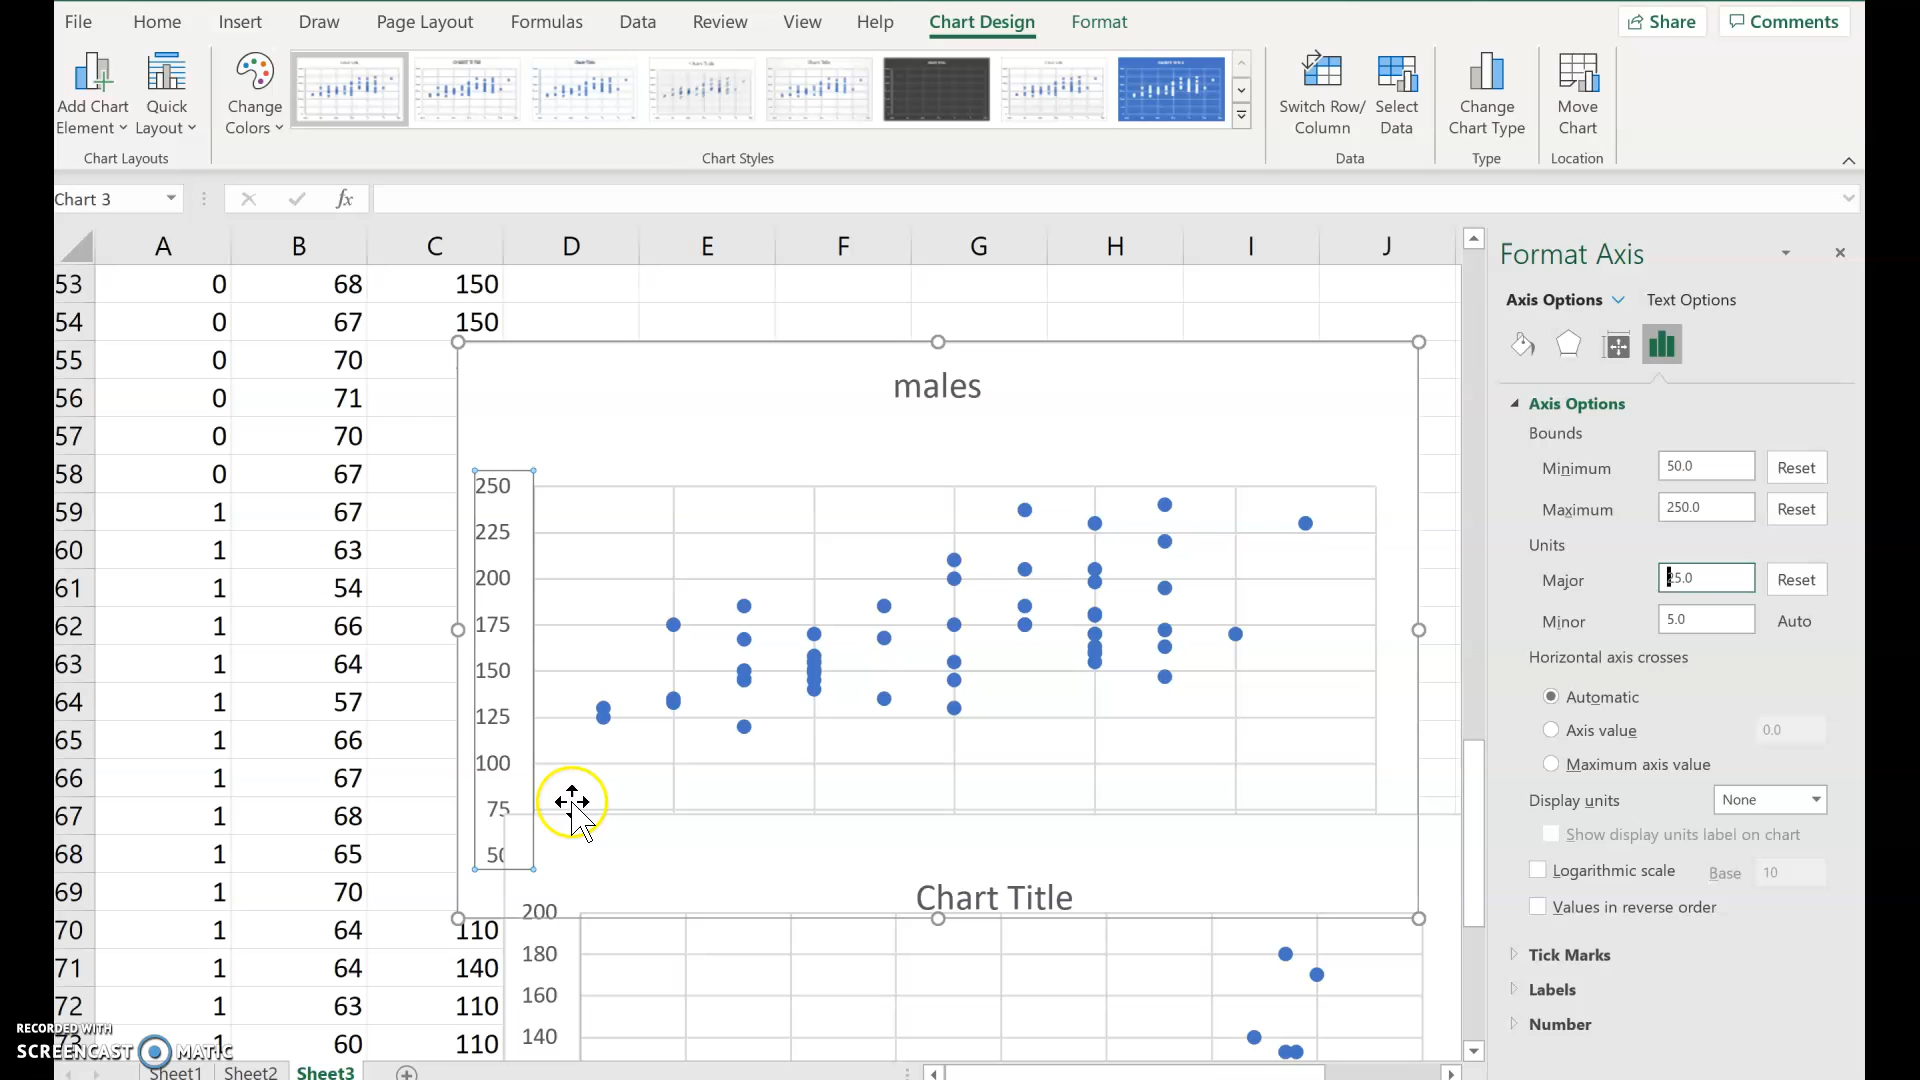 File Home Insert Draw Page Layout Formulas Data Review View Help Chart Design Format Share Comments
Add Chart Element Quick Layout Change Colors Switch Row/Column Select Data Change Chart Type Move Chart
Chart Layouts Chart Styles Data Type Location
Chart 3 fx
A B C D E F G H I J
53 0 68 150
54 0 67 150
55 0 70
56 0 71
57 0 70
58 0 67
59 1 67
60 1 63
61 1 54
62 1 66
63 1 64
64 1 57
65 1 66
66 1 67
67 1 68
68 1 65
69 1 70
70 1 64 110
71 1 64 140
72 1 63 110
73 1 60 110
males
250
225
200
175
150
125
100
75
50
Chart Title
200
180
160
140
Format Axis
Axis Options Text Options
Axis Options
Bounds
Minimum 50.0 Reset
Maximum 250.0 Reset
Units
Major 25.0 Reset
Minor 5.0 Auto
Horizontal axis crosses
Automatic
Axis value 0.0
Maximum axis value
Display units None
Show display units label on chart
Logarithmic scale Base 10
Values in reverse order
Tick Marks
Labels
Number
RECORDED WITH
SCREENCAST MATIC
Sheet1 Sheet2 Sheet3